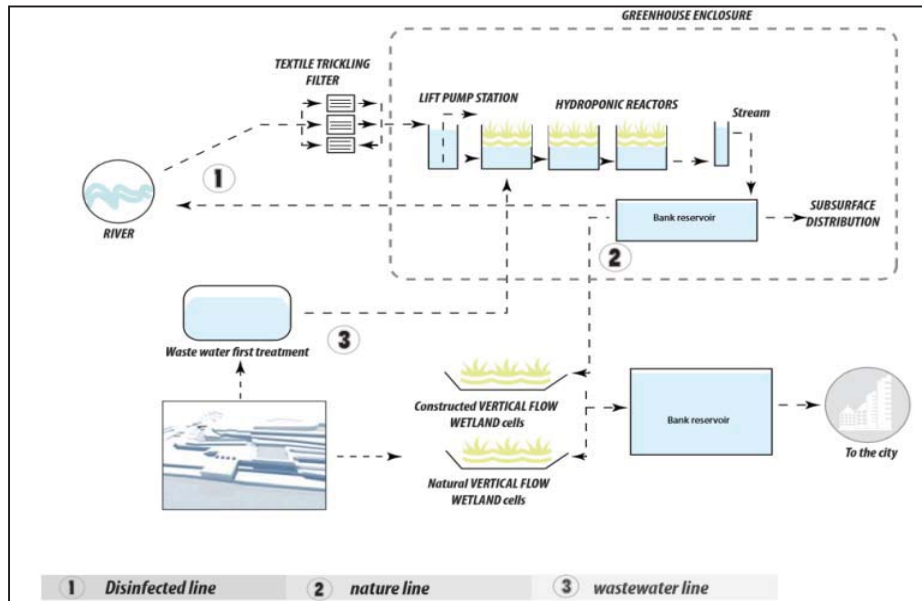 GREENHOUSE ENCLOSURE
TEXTILE TRICKLING
FILTER
LIFT PUMP STATION
HYDROPONIC REACTORS
Stream
1
RIVER
Bank reservoir
SUBSURFACE
DISTRIBUTION
2
3
Waste water first treatment
Constructed VERTICAL FLOW
WETLAND cells
Bank reservoir
To the city
Natural VERTICAL FLOW
WETLAND cells
1 Disinfected line 2 nature line 3 wastewater line